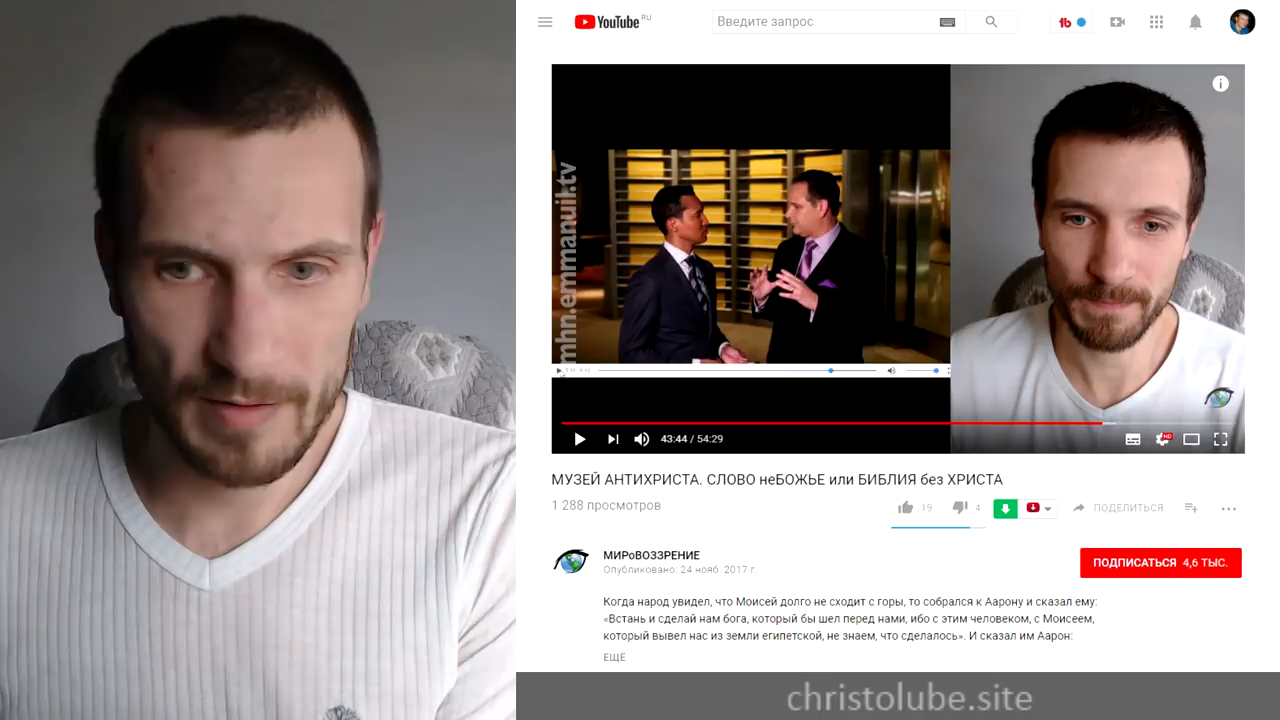 YouTube RU
Введите запрос
mhn.emmanuil.tv
43:44 / 54:29
HD
МУЗЕЙ АНТИХРИСТА. СЛОВО неБОЖЬЕ или БИБЛИЯ без ХРИСТА
1 288 просмотров
19
4
ПОДЕЛИТЬСЯ
МИРоВОЗЗРЕНИЕ
Опубликовано: 24 нояб. 2017 г.
ПОДПИСАТЬСЯ 4,6 ТЫС.
Когда народ увидел, что Моисей долго не сходит с горы, то собрался к Аарону и сказал ему:
«Встань и сделай нам бога, который бы шел перед нами, ибо с этим человеком, с Моисеем,
который вывел нас из земли египетской, не знаем, что сделалось». И сказал им Аарон:
ЕЩЁ
christolube.site